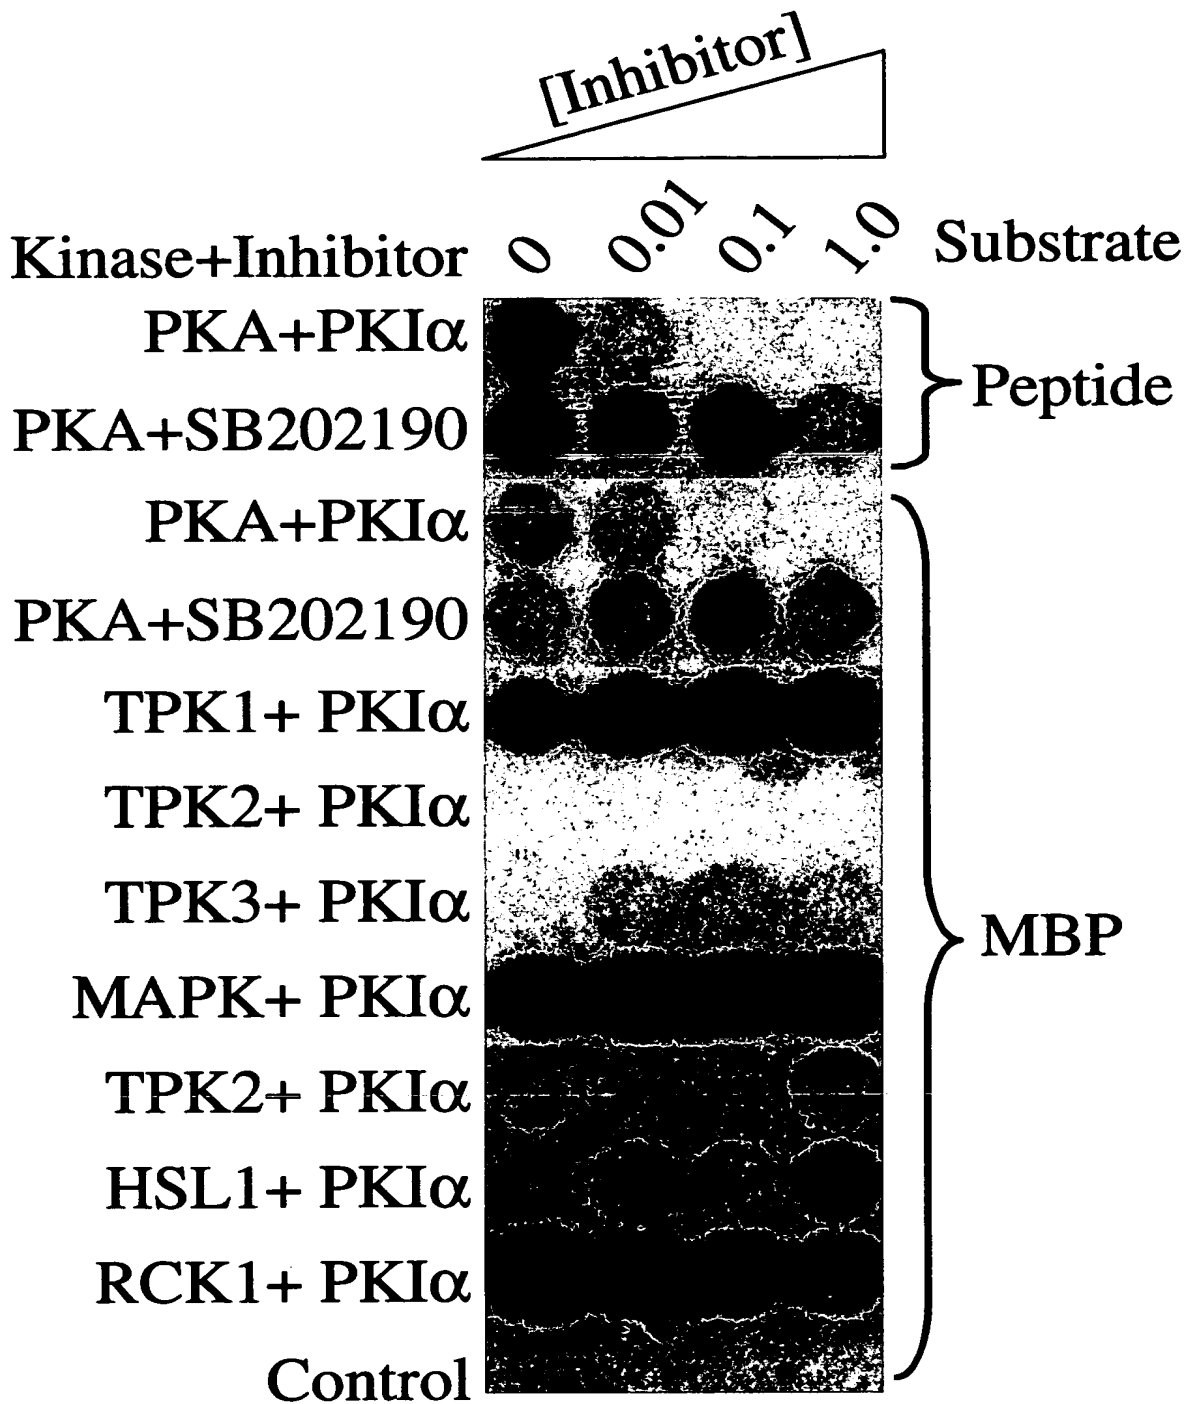 [Inhibitor]
Kinase+Inhibitor 0 0.01 0.1 1.0 Substrate
PKA+PKIα
PKA+SB202190
Peptide
PKA+PKIα
PKA+SB202190
TPK1+ PKIα
TPK2+ PKIα
TPK3+ PKIα
MBP
MAPK+ PKIα
TPK2+ PKIα
HSL1+ PKIα
RCK1+ PKIα
Control